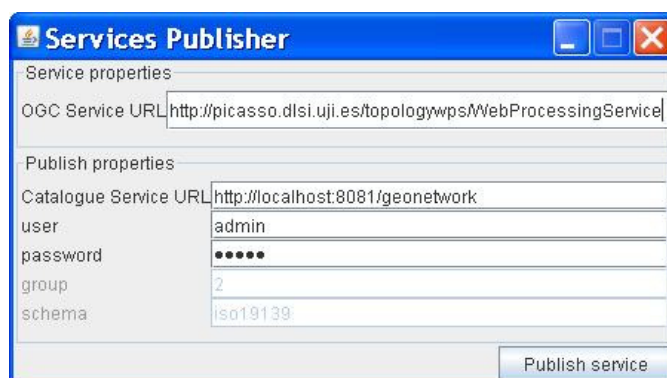 Services Publisher
Service properties
OGC Service URL http://picasso.dlsi.uji.es/topologywps/WebProcessingService
Publish properties
Catalogue Service URL http://localhost:8081/geonetwork
user admin
password •••••
group 2
schema iso19139
Publish service